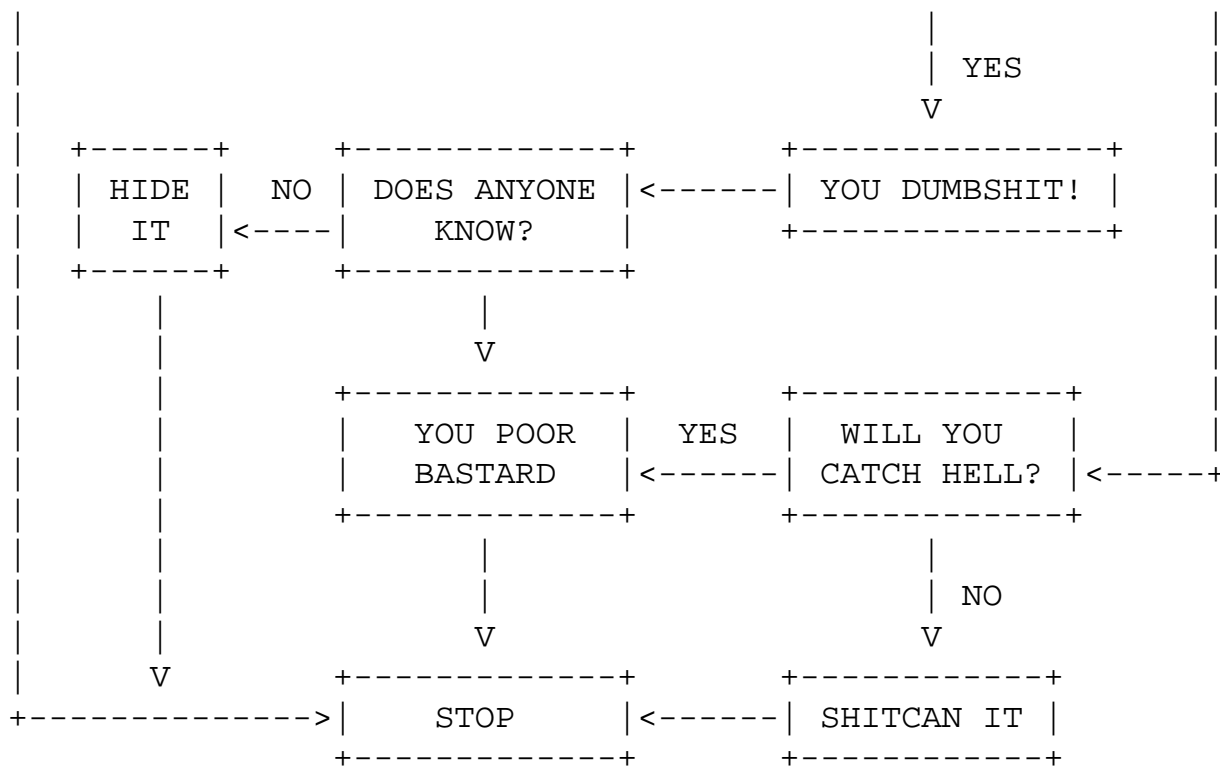 YES
HIDE NO DOES ANYONE YOU DUMBSHIT!
IT KNOW?
YOU POOR YES WILL YOU
BASTARD CATCH HELL?
NO
STOP SHITCAN IT